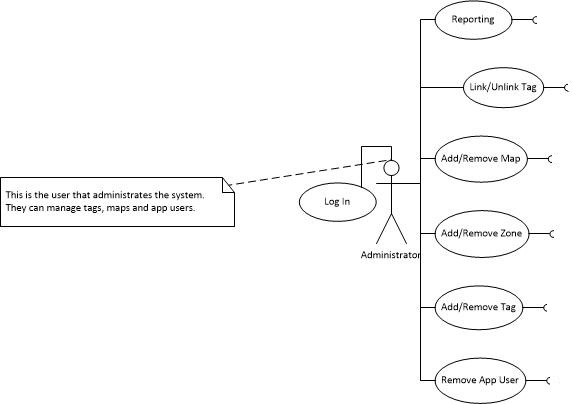 Reporting
Link/Unlink Tag
Add/Remove Map
This is the user that administrates the system.
They can manage tags, maps and app users.
Log In
Add/Remove Zone
Administrator
Add/Remove Tag
Remove App User